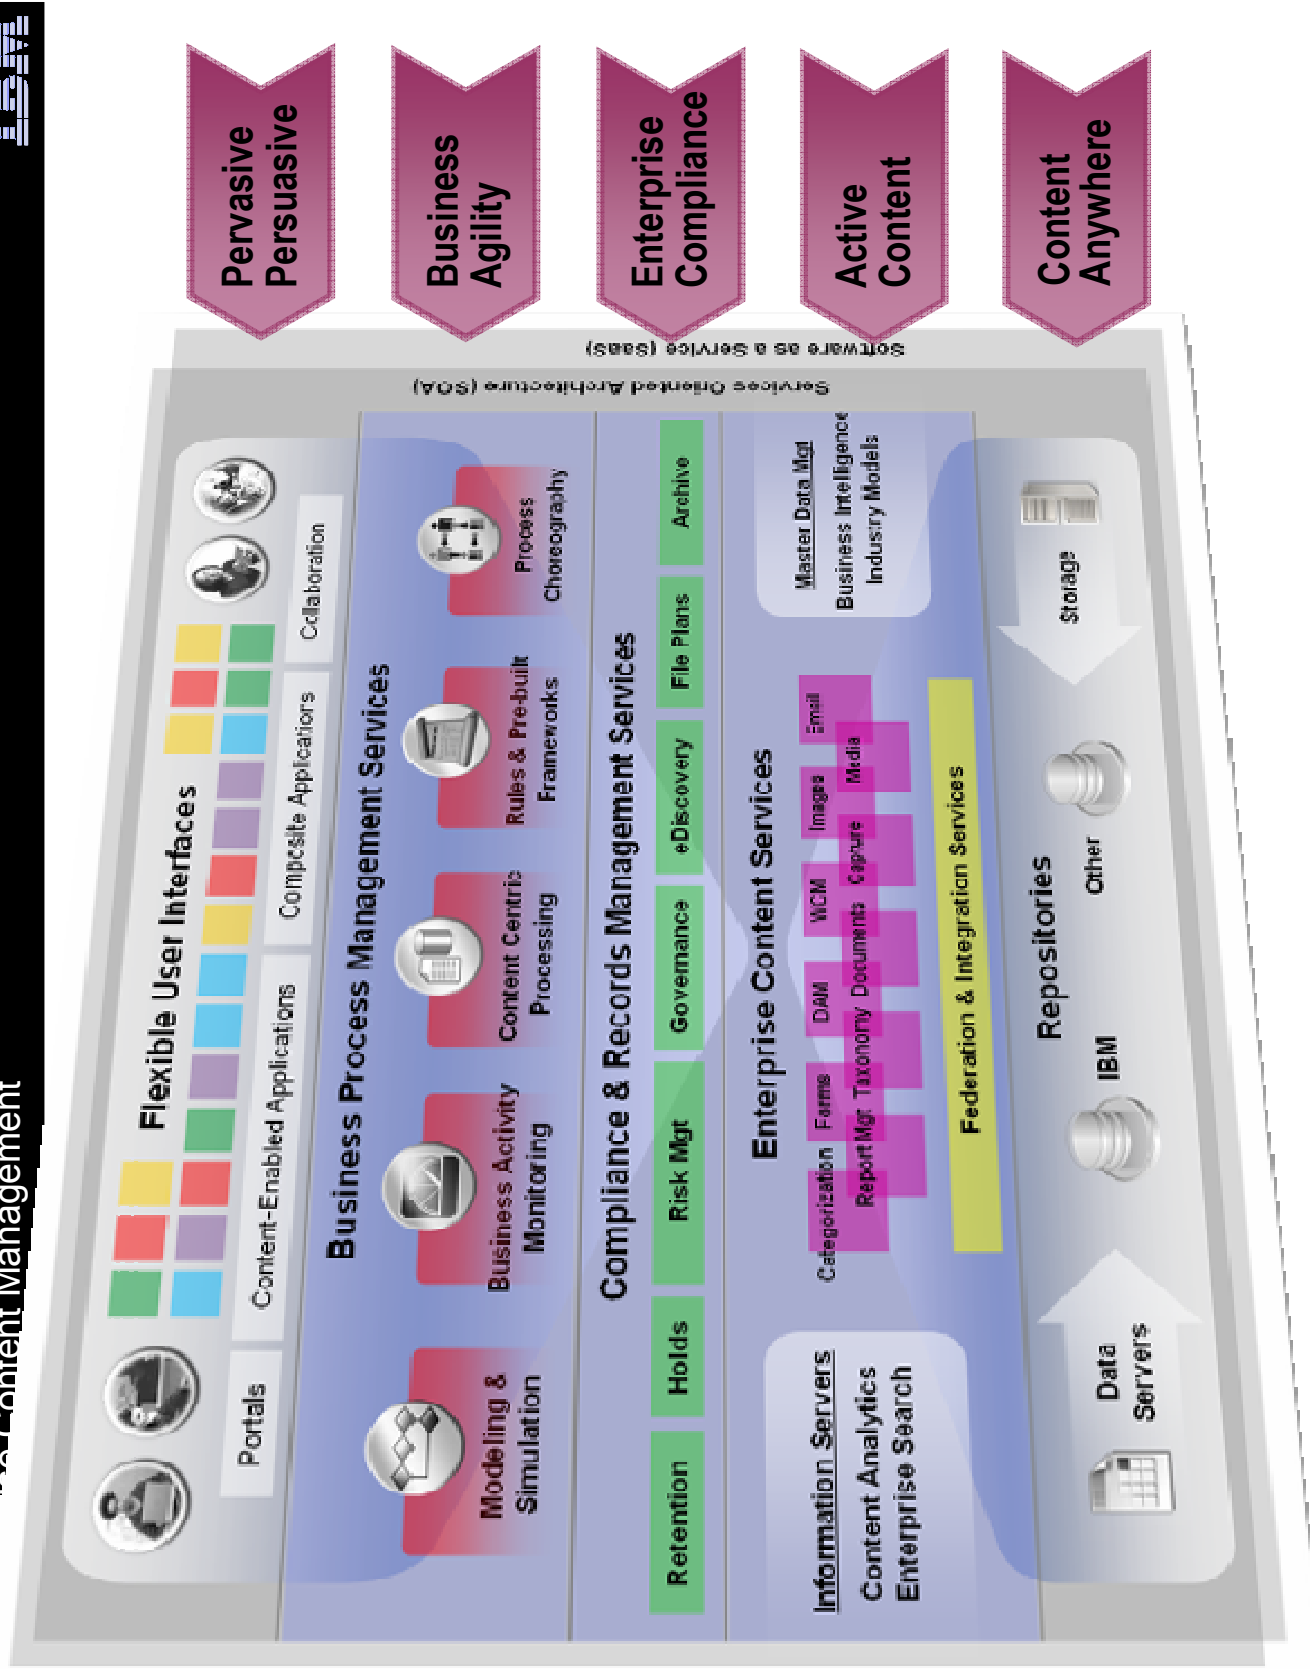 IBM
Content Management
Pervasive
Persuasive
Business
Agility
Enterprise
Compliance
Active
Content
Content
Anywhere
Software as a Service (SaaS)
Services Oriented Architecture (SOA)
Flexible User Interfaces
Portals
Content-Enabled Applications
Composite Applications
Collaboration
Business Process Management Services
Modeling &
Simulation
Business Activity
Monitoring
Content Centric
Processing
Rules & Pre-built
Frameworks
Process
Choreography
Compliance & Records Management Services
Retention
Holds
Risk Mgt
Governance
eDiscovery
File Plans
Archive
Enterprise Content Services
Information Servers
Content Analytics
Enterprise Search
Categorization Forms DAM WCM Images Email
Report Mgt Taxonomy Documents Capture Media
Master Data Mgt
Business Intelligence
Industry Models
Federation & Integration Services
Repositories
Data
Servers
IBM
Other
Storage